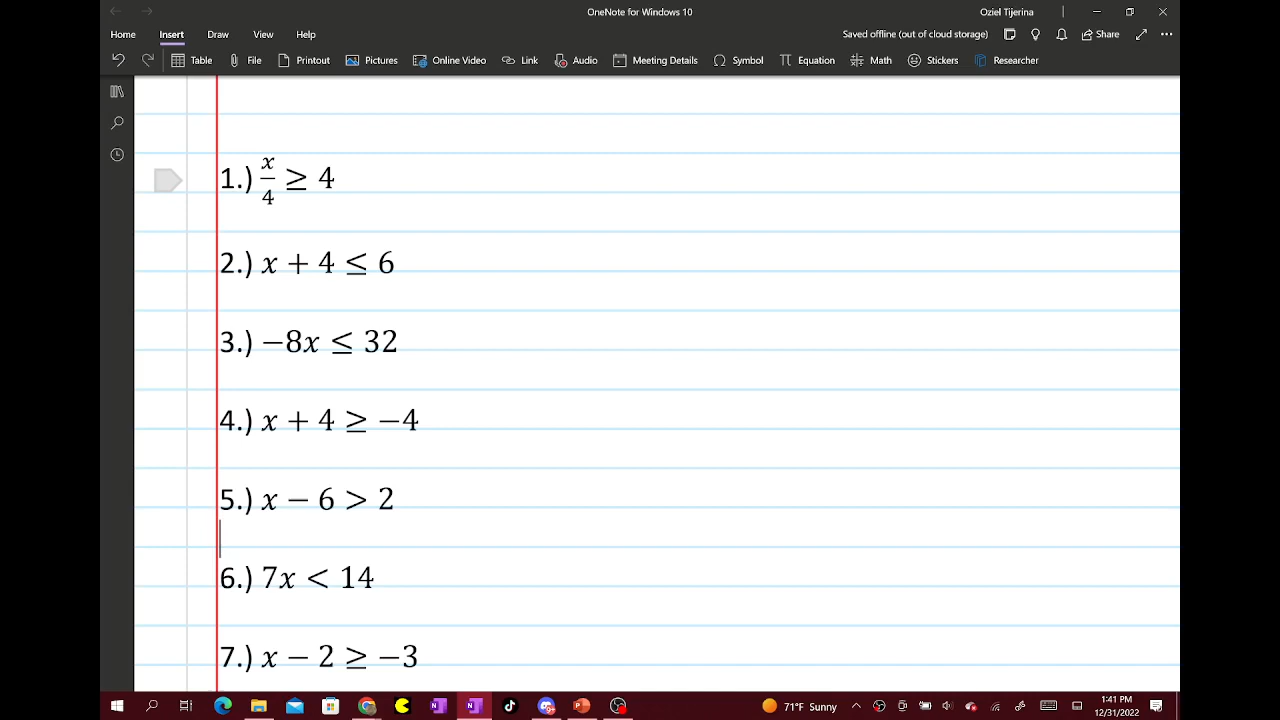 OneNote for Windows 10
Oziel Tijerina
Home Insert Draw View Help
Saved offline (out of cloud storage)
Share
Table File Printout Pictures Online Video Link Audio Meeting Details Symbol Equation Math Stickers Researcher
1.) x/4 ≥ 4
2.) x + 4 ≤ 6
3.) −8x ≤ 32
4.) x + 4 ≥ −4
5.) x − 6 > 2
6.) 7x < 14
7.) x − 2 ≥ −3
71°F Sunny
1:41 PM
12/31/2022